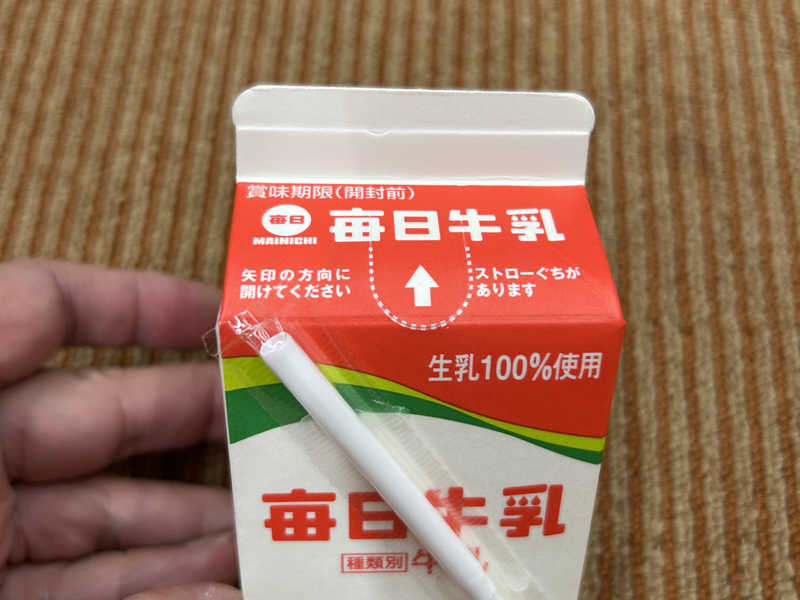 賞味期限(開封前)
毎日
MAINICHI
毎日牛乳
矢印の方向に
開けてください
ストローぐちが
あります
生乳100%使用
毎日牛乳
種類別 牛乳